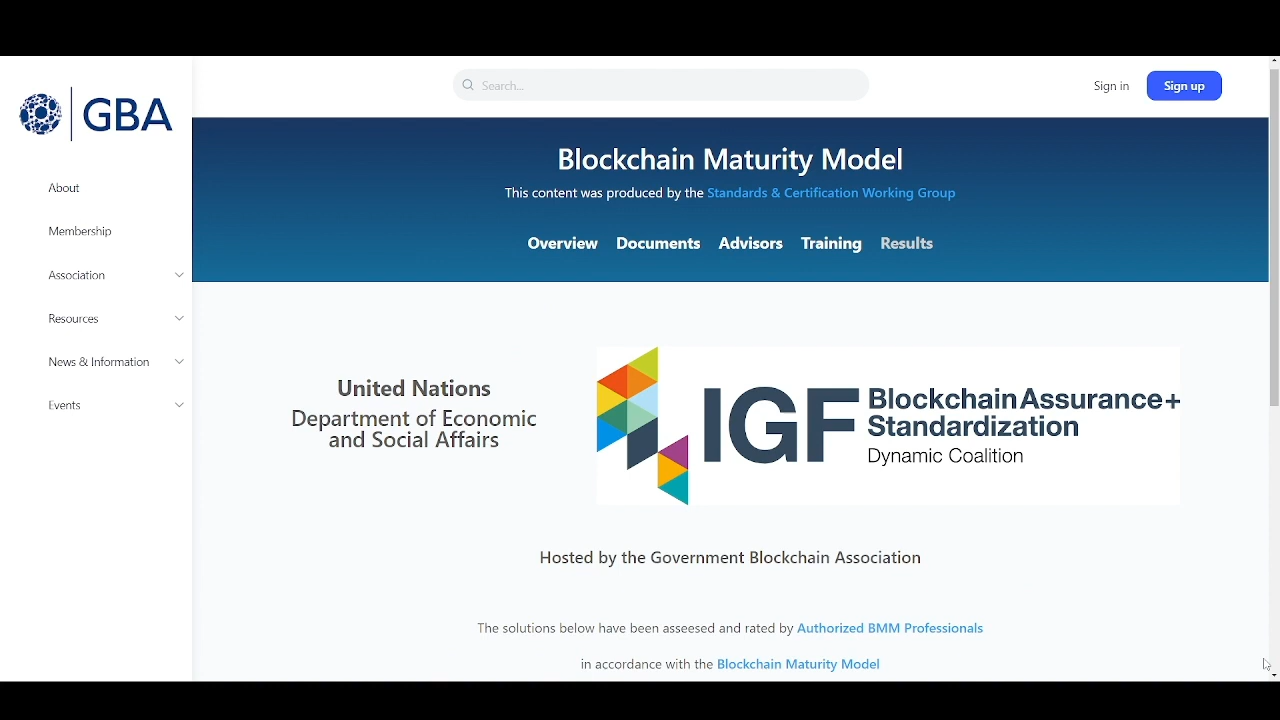 GBA
Search...
Sign in
Sign up
About
Membership
Association
Resources
News & Information
Events
Blockchain Maturity Model
This content was produced by the Standards & Certification Working Group
Overview Documents Advisors Training Results
United Nations
Department of Economic
and Social Affairs
IGF
Blockchain Assurance+
Standardization
Dynamic Coalition
Hosted by the Government Blockchain Association
The solutions below have been asseesed and rated by Authorized BMM Professionals
in accordance with the Blockchain Maturity Model